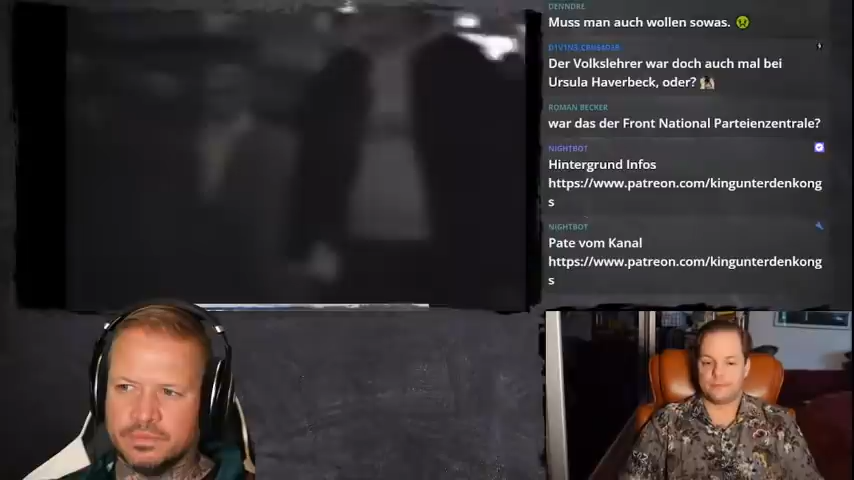 DENNDRE
Muss man auch wollen sowas.
Der Volkslehrer war doch auch mal bei
Ursula Haverbeck, oder?
ROMAN BECKER
war das der Front National Parteienzentrale?
NIGHTBOT
Hintergrund Infos
https://www.patreon.com/kingunterdenkong
s
NIGHTBOT
Pate vom Kanal
https://www.patreon.com/kingunterdenkong
s